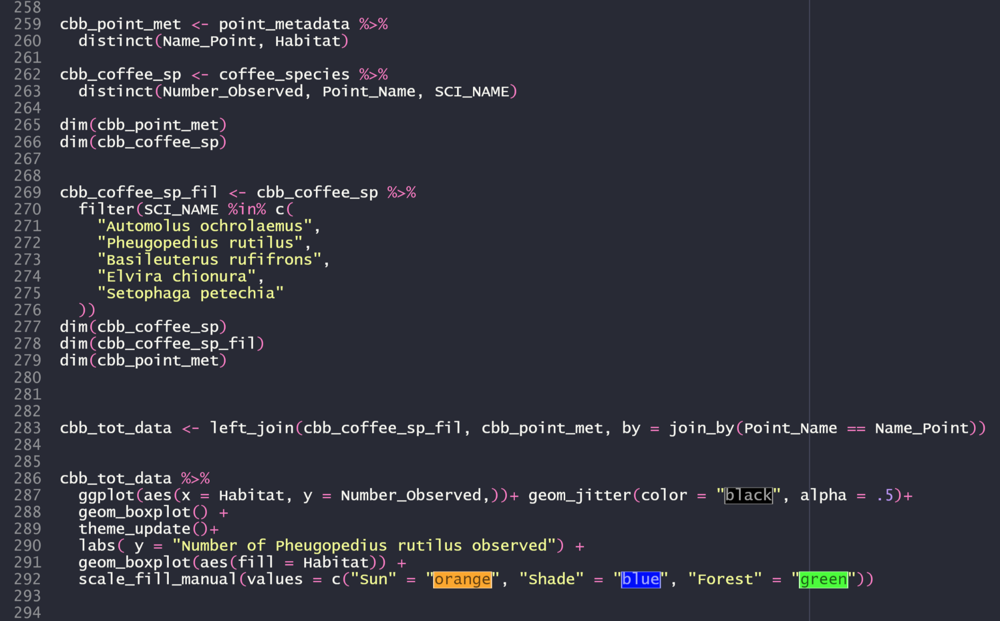 258
259 cbb_point_met <- point_metadata %>%
260   distinct(Name_Point, Habitat)
261
262 cbb_coffee_sp <- coffee_species %>%
263   distinct(Number_Observed, Point_Name, SCI_NAME)
264
265 dim(cbb_point_met)
266 dim(cbb_coffee_sp)
267
268
269 cbb_coffee_sp_fil <- cbb_coffee_sp %>%
270   filter(SCI_NAME %in% c(
271     "Automolus ochrolaemus",
272     "Pheugopedius rutilus",
273     "Basileuterus rufifrons",
274     "Elvira chionura",
275     "Setophaga petechia"
276   ))
277 dim(cbb_coffee_sp)
278 dim(cbb_coffee_sp_fil)
279 dim(cbb_point_met)
280
281
282
283 cbb_tot_data <- left_join(cbb_coffee_sp_fil, cbb_point_met, by = join_by(Point_Name == Name_Point))
284
285
286 cbb_tot_data %>%
287   ggplot(aes(x = Habitat, y = Number_Observed,))+ geom_jitter(color = "black", alpha = .5)+
288   geom_boxplot() +
289   theme_update()+
290   labs( y = "Number of Pheugopedius rutilus observed") +
291   geom_boxplot(aes(fill = Habitat)) +
292   scale_fill_manual(values = c("Sun" = "orange", "Shade" = "blue", "Forest" = "green"))
293
294